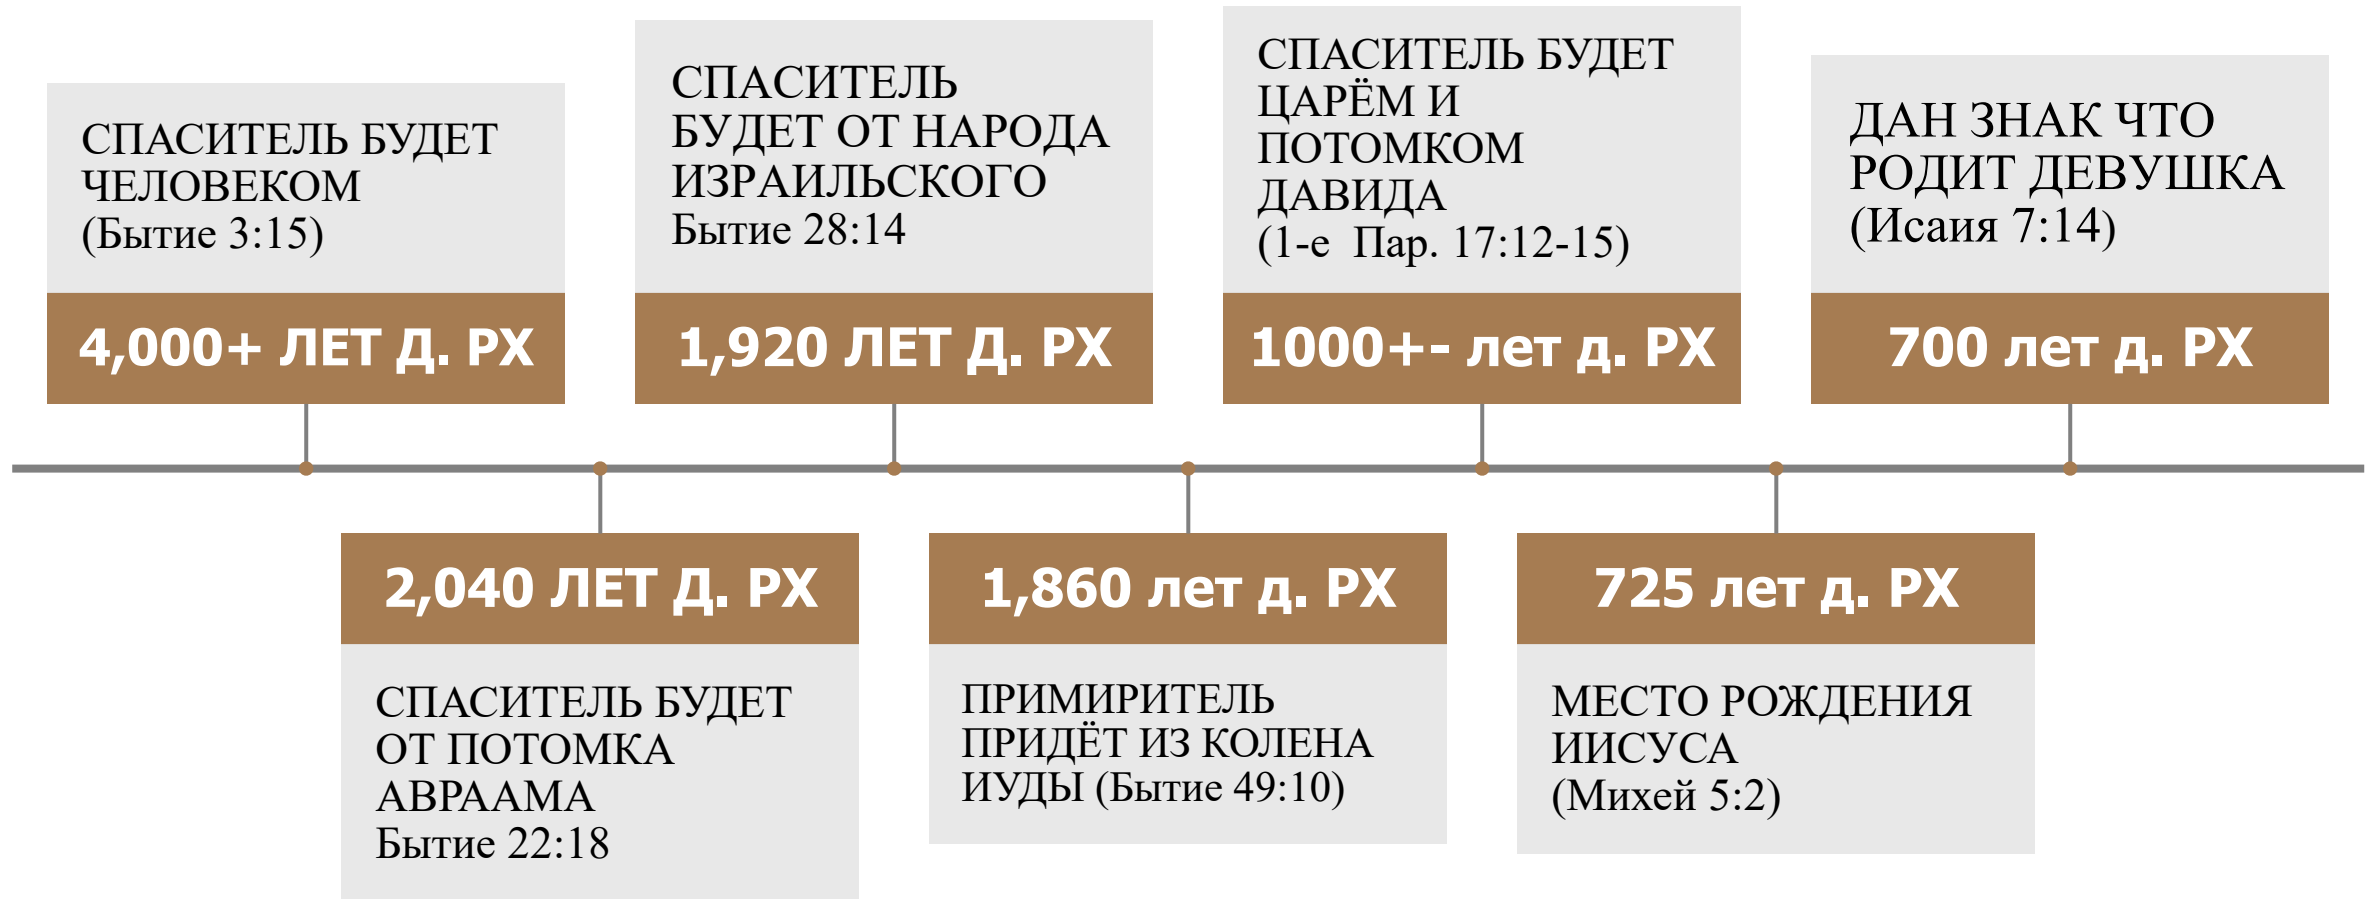 СПАСИТЕЛЬ БУДЕТ
ЧЕЛОВЕКОМ
(Бытие 3:15)
4,000+ ЛЕТ Д. РХ
СПАСИТЕЛЬ
БУДЕТ ОТ НАРОДА
ИЗРАИЛЬСКОГО
Бытие 28:14
1,920 ЛЕТ Д. РХ
СПАСИТЕЛЬ БУДЕТ
ЦАРЁМ И
ПОТОМКОМ
ДАВИДА
(1-е  Пар. 17:12-15)
1000+- лет д. РХ
ДАН ЗНАК ЧТО
РОДИТ ДЕВУШКА
(Исаия 7:14)
700 лет д. РХ
2,040 ЛЕТ Д. РХ
СПАСИТЕЛЬ БУДЕТ
ОТ ПОТОМКА
АВРААМА
Бытие 22:18
1,860 лет д. РХ
ПРИМИРИТЕЛЬ
ПРИДЁТ ИЗ КОЛЕНА
ИУДЫ (Бытие 49:10)
725 лет д. РХ
МЕСТО РОЖДЕНИЯ
ИИСУСА
(Михей 5:2)